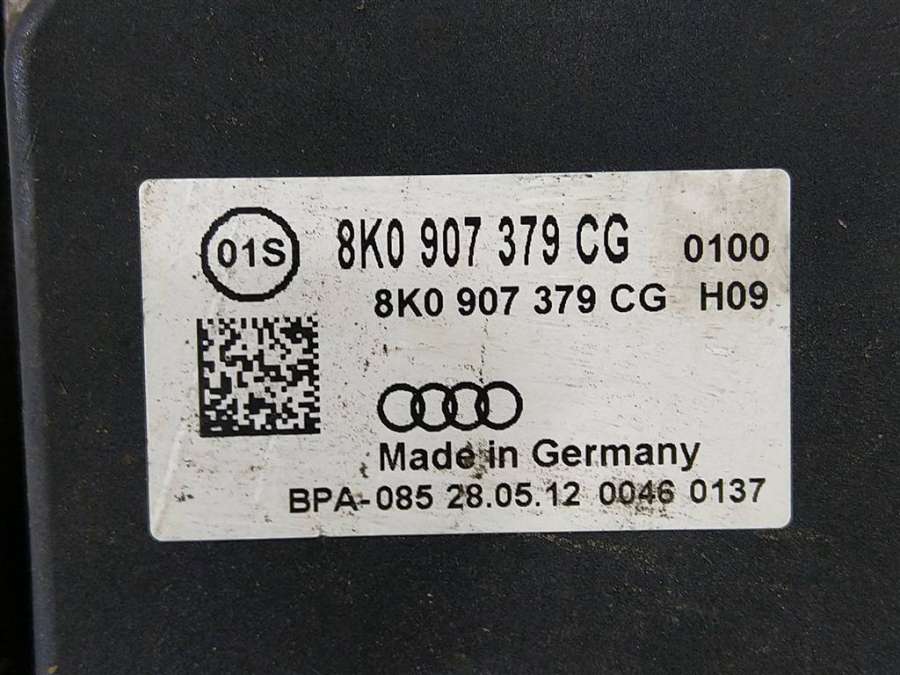 01S 8K0 907 379 CG 0100
8K0 907 379 CG H09
Made in Germany
BPA-085 28.05.12 0046 0137